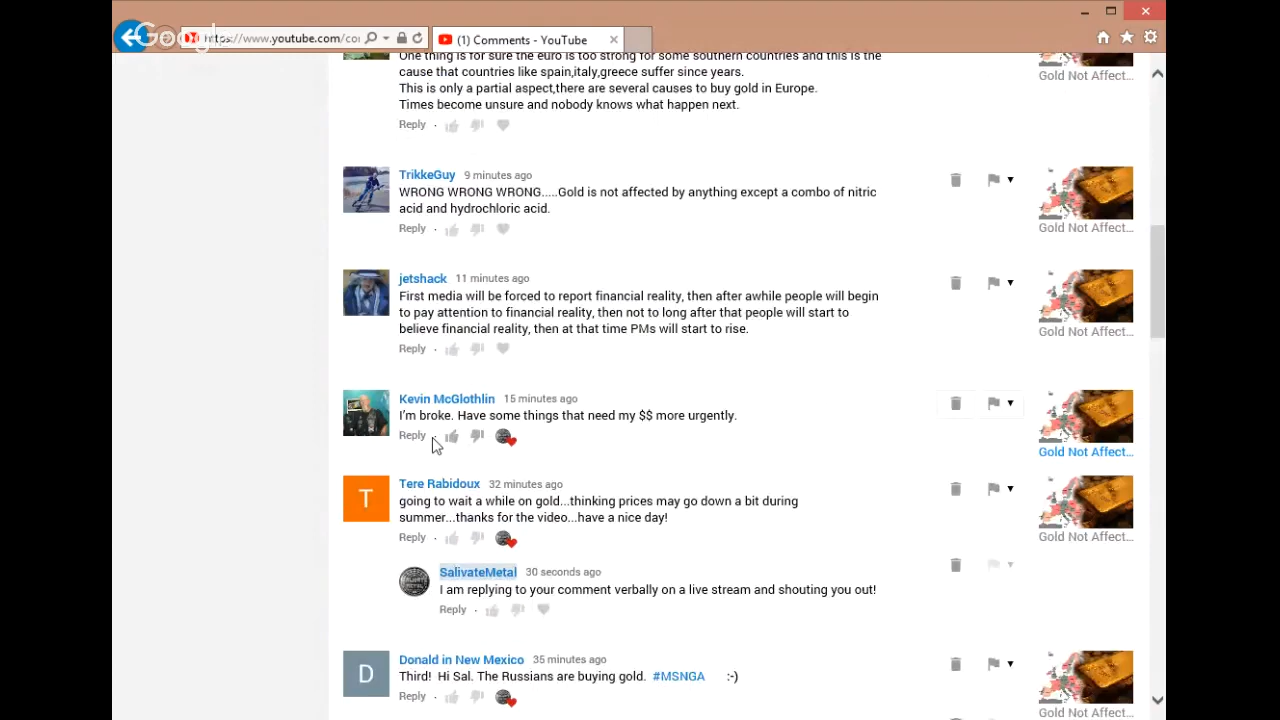 Google
https://www.youtube.com/co
(1) Comments - YouTube
One thing is for sure the euro is too strong for some southern countries and this is the
cause that countries like spain,italy,greece suffer since years.
This is only a partial aspect,there are several causes to buy gold in Europe.
Times become unsure and nobody knows what happen next.
Gold Not Affect...
Reply
TrikkeGuy 9 minutes ago
WRONG WRONG WRONG.....Gold is not affected by anything except a combo of nitric
acid and hydrochloric acid.
Reply
Gold Not Affect...
jetshack 11 minutes ago
First media will be forced to report financial reality, then after awhile people will begin
to pay attention to financial reality, then not to long after that people will start to
believe financial reality, then at that time PMs will start to rise.
Reply
Gold Not Affect...
Kevin McGlothlin 15 minutes ago
I'm broke. Have some things that need my $$ more urgently.
Reply
Gold Not Affect...
T
Tere Rabidoux 32 minutes ago
going to wait a while on gold...thinking prices may go down a bit during
summer...thanks for the video...have a nice day!
Reply
Gold Not Affect...
SalivateMetal 30 seconds ago
I am replying to your comment verbally on a live stream and shouting you out!
Reply
D
Donald in New Mexico 35 minutes ago
Third! Hi Sal. The Russians are buying gold. #MSNGA :-)
Reply
Gold Not Affect...